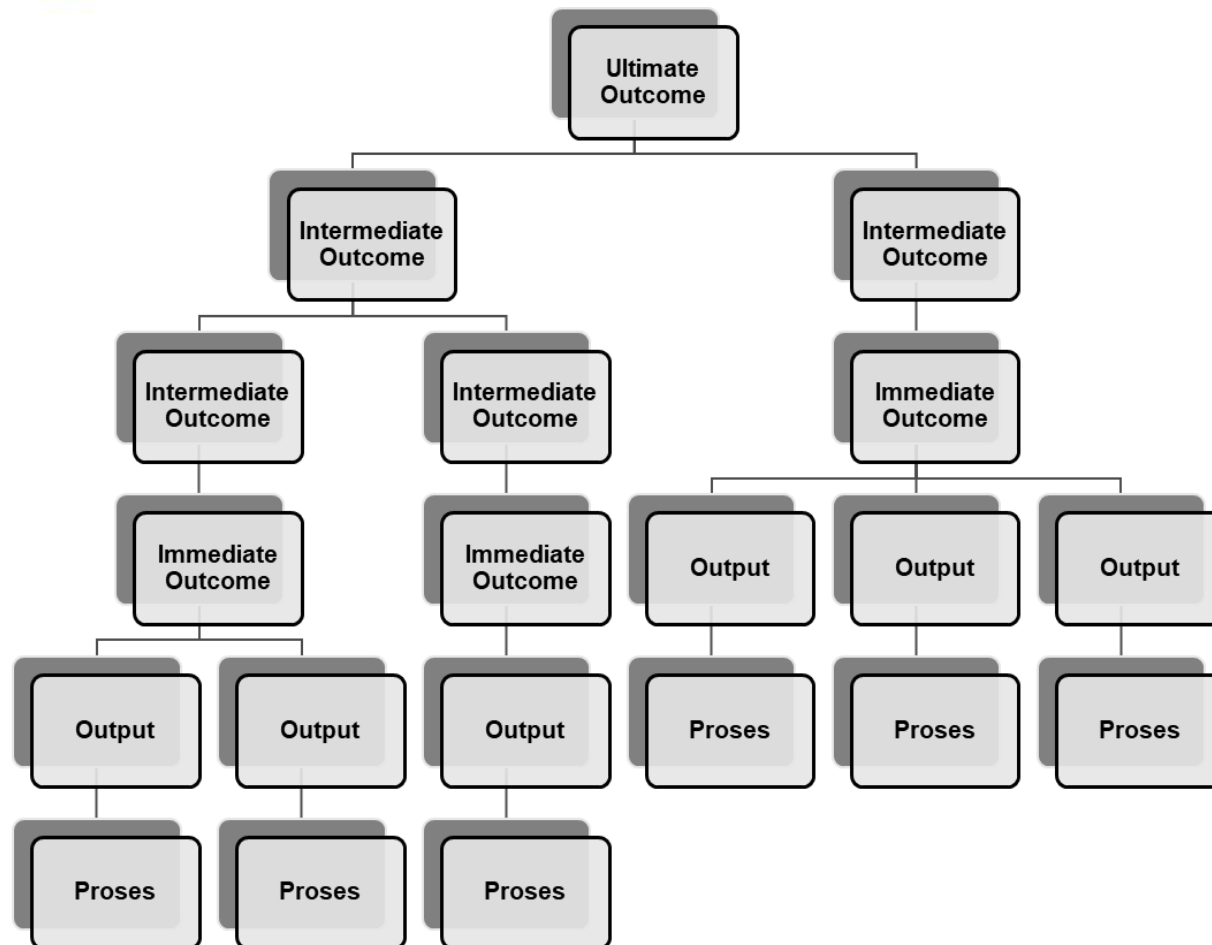 Ultimate
Outcome
Intermediate
Outcome
Intermediate
Outcome
Intermediate
Outcome
Intermediate
Outcome
Immediate
Outcome
Immediate
Outcome
Immediate
Outcome
Output
Output
Output
Output
Output
Output
Proses
Proses
Proses
Proses
Proses
Proses